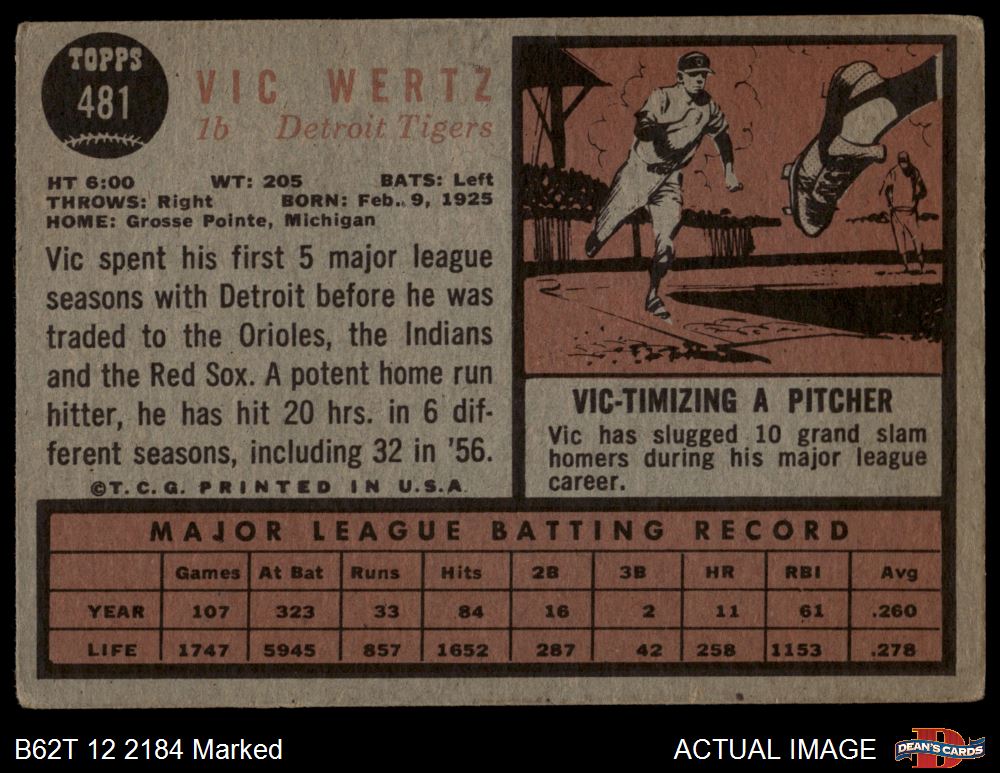 TOPPS
481
VIC WERTZ
1b Detroit Tigers
HT 6:00 WT: 205 BATS: Left
THROWS: Right BORN: Feb. 9, 1925
HOME: Grosse Pointe, Michigan
Vic spent his first 5 major league
seasons with Detroit before he was
traded to the Orioles, the Indians
and the Red Sox. A potent home run
hitter, he has hit 20 hrs. in 6 dif-
ferent seasons, including 32 in '56.
©T.C.G. PRINTED IN U.S.A.
VIC-TIMIZING A PITCHER
Vic has slugged 10 grand slam
homers during his major league
career.
MAJOR LEAGUE BATTING RECORD
Games At Bat Runs Hits 2B 3B HR RBI Avg
YEAR 107 323 33 84 16 2 11 61 .260
LIFE 1747 5945 857 1652 287 42 258 1153 .278
B62T 12 2184 Marked ACTUAL IMAGE DEAN'S CARDS